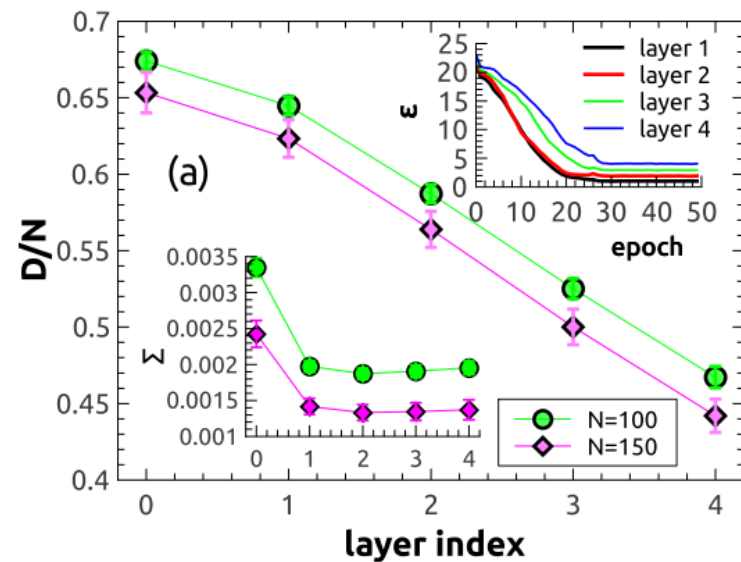 0.7
0.65
0.6
0.55
0.5
0.45
0.4
D/N
0 1 2 3 4
layer index
(a)
25
20
15
10
5
0
ε
0 10 20 30 40 50
epoch
layer 1
layer 2
layer 3
layer 4
0.0035
0.003
0.0025
0.002
0.0015
0.001
Σ
0 1 2 3 4
N=100
N=150